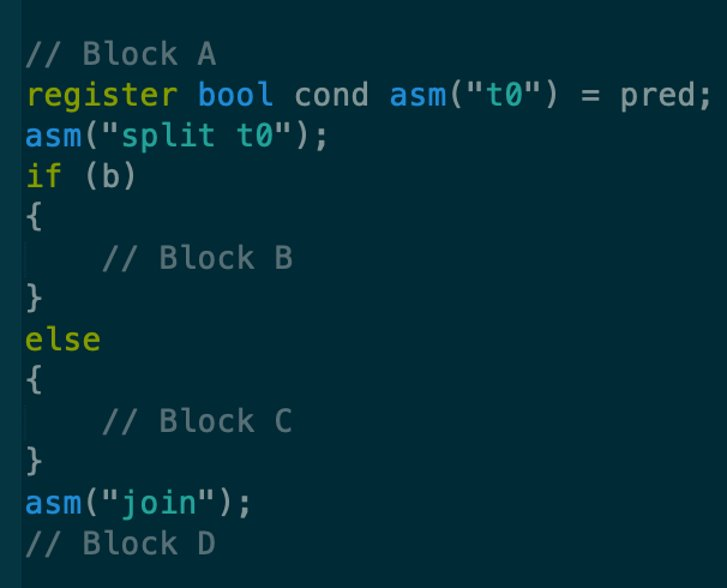 // Block A
register bool cond asm("t0") = pred;
asm("split t0");
if (b)
{
    // Block B
}
else
{
    // Block C
}
asm("join");
// Block D